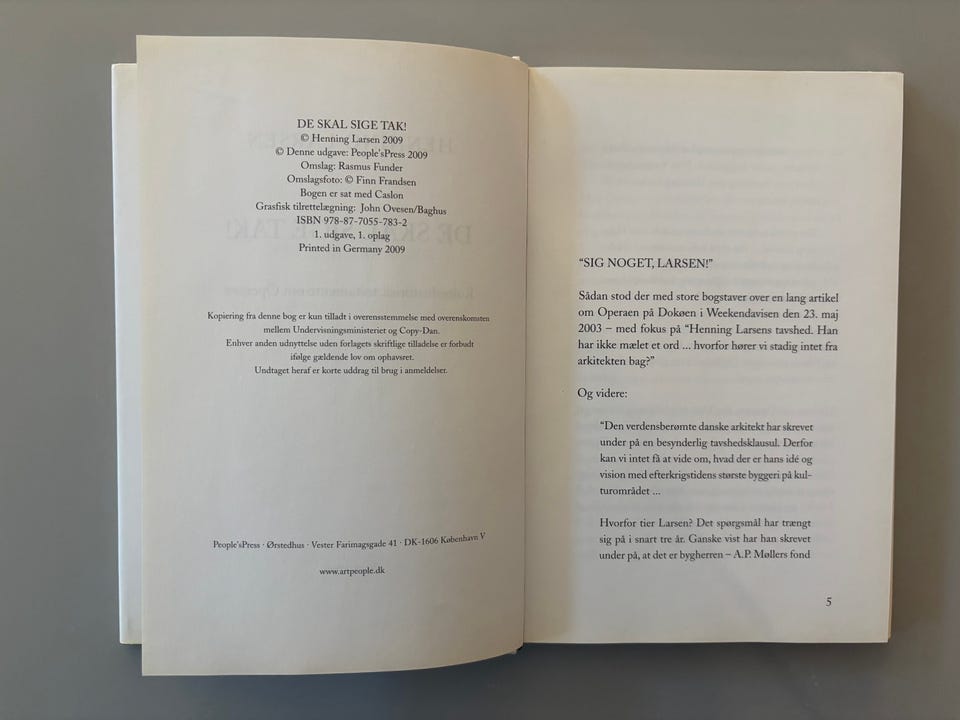 DE SKAL SIGE TAK!
© Henning Larsen 2009
© Denne udgave: People'sPress 2009
Omslag: Rasmus Funder
Omslagsfoto: © Finn Frandsen
Bogen er sat med Caslon
Grasfisk tilrettelægning: John Ovesen/Baghus
ISBN 978-87-7055-783-2
1. udgave, 1. oplag
Printed in Germany 2009
Kopiering fra denne bog er kun tilladt i overensstemmelse med overenskomsten
mellem Undervisningsministeriet og Copy-Dan.
Enhver anden udnyttelse uden forlagets skriftlige tilladelse er forbudt
ifølge gældende lov om ophavsret.
Undtaget heraf er korte uddrag til brug i anmeldelser.
People'sPress · Ørstedhus · Vester Farimagsgade 41 · DK-1606 København V
www.artpeople.dk
“SIG NOGET, LARSEN!”
Sådan stod der med store bogstaver over en lang artikel
om Operaen på Dokøen i Weekendavisen den 23. maj
2003 – med fokus på “Henning Larsens tavshed. Han
har ikke mælet et ord ... hvorfor hører vi stadig intet fra
arkitekten bag?”
Og videre:
“Den verdensberømte danske arkitekt har skrevet
under på en besynderlig tavshedsklausul. Derfor
kan vi intet få at vide om, hvad der er hans idé og
vision med efterkrigstidens største byggeri på kul-
turområdet ...
Hvorfor tier Larsen? Det spørgsmål har trængt
sig på i snart tre år. Ganske vist har han skrevet
under på, at det er bygherren – A.P. Møllers fond
5